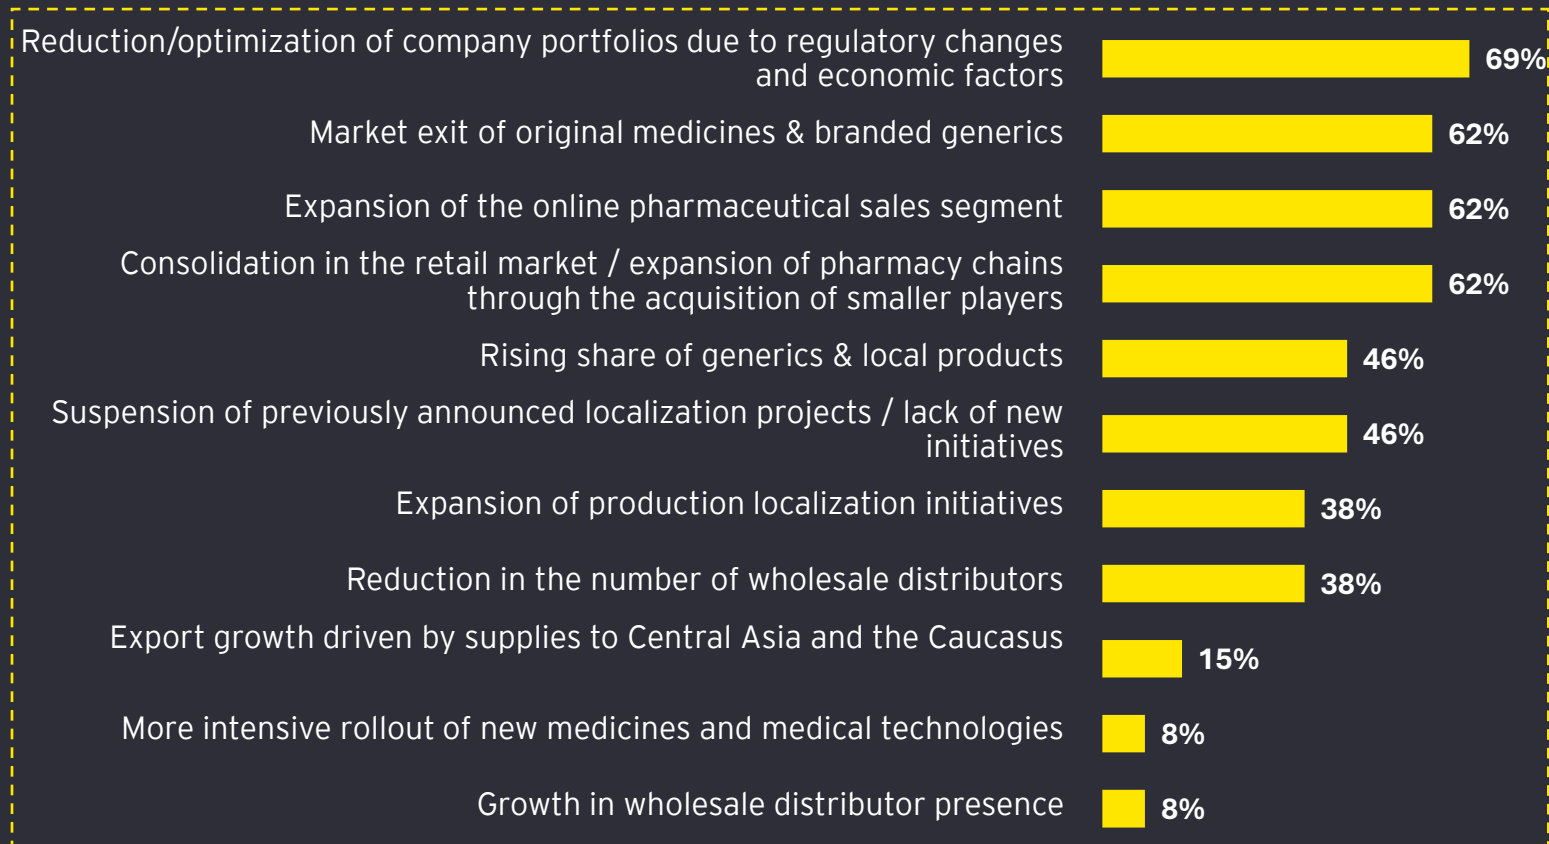 Reduction/optimization of company portfolios due to regulatory changes
and economic factors
69%
Market exit of original medicines & branded generics
62%
Expansion of the online pharmaceutical sales segment
62%
Consolidation in the retail market / expansion of pharmacy chains
through the acquisition of smaller players
62%
Rising share of generics & local products
46%
Suspension of previously announced localization projects / lack of new
initiatives
46%
Expansion of production localization initiatives
38%
Reduction in the number of wholesale distributors
38%
Export growth driven by supplies to Central Asia and the Caucasus
15%
More intensive rollout of new medicines and medical technologies
8%
Growth in wholesale distributor presence
8%